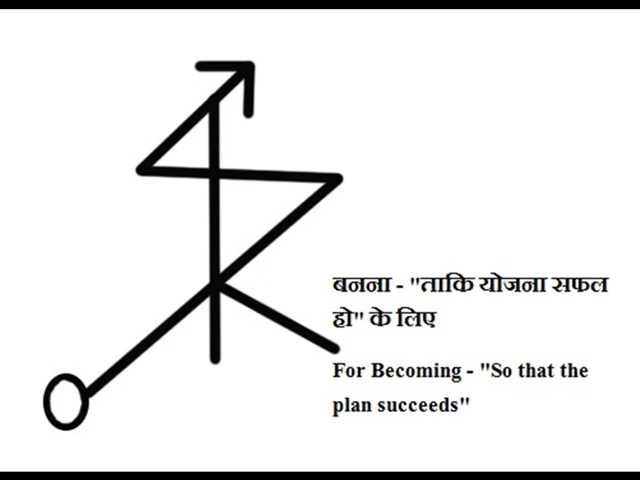 बनना - "ताकि योजना सफल
हो" के लिए
For Becoming - "So that the
plan succeeds"